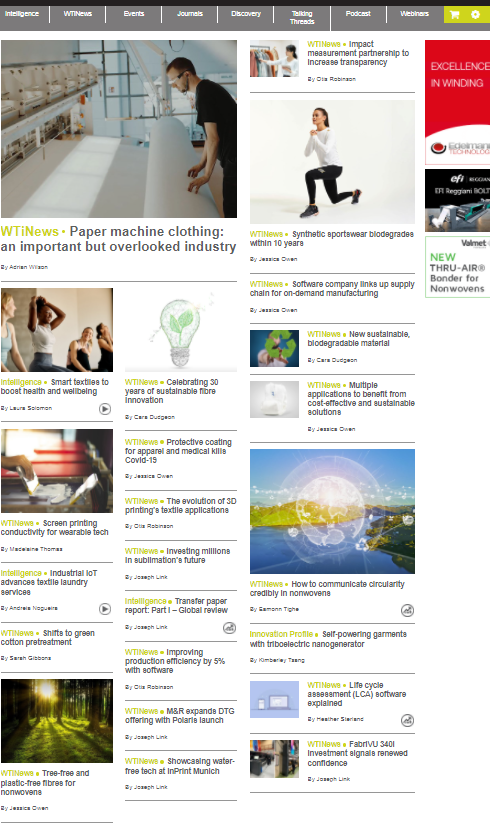 Intelligence
WTiNews
Events
Journals
Discovery
Talking
Threads
Podcast
Webinars
WTiNews • Paper machine clothing:
an important but overlooked industry
By Adrian Wilson
Intelligence • Smart textiles to
boost health and wellbeing
By Laura Solomon
WTiNews • Screen printing
conductivity for wearable tech
By Madelaine Thomas
Intelligence • Industrial IoT
advances textile laundry
services
By Andreia Nogueira
WTiNews • Shifts to green
cotton pretreatment
By Sarah Gibbons
WTiNews • Tree-free and
plastic-free fibres for
nonwovens
By Jessica Owen
WTiNews • Celebrating 30
years of sustainable fibre
innovation
By Cara Dudgeon
WTiNews • Protective coating
for apparel and medical kills
Covid-19
By Jessica Owen
WTiNews • The evolution of 3D
printing's textile applications
By Otis Robinson
WTiNews • Investing millions
in sublimation's future
By Joseph Link
Intelligence • Transfer paper
report: Part I – Global review
By Joseph Link
WTiNews • Improving
production efficiency by 5%
with software
By Otis Robinson
WTiNews • M&R expands DTG
offering with Polaris launch
By Joseph Link
WTiNews • Showcasing water-
free tech at InPrint Munich
By Joseph Link
WTiNews • Impact
measurement partnership to
increase transparency
By Otis Robinson
WTiNews • Synthetic sportswear biodegrades
within 10 years
By Jessica Owen
WTiNews • Software company links up supply
chain for on-demand manufacturing
By Jessica Owen
WTiNews • New sustainable,
biodegradable material
By Cara Dudgeon
WTiNews • Multiple
applications to benefit from
cost-effective and sustainable
solutions
By Jessica Owen
WTiNews • How to communicate circularity
credibly in nonwovens
By Eamonn Tighe
Innovation Profile • Self-powering garments
with triboelectric nanogenerator
By Kimberley Tsang
WTiNews • Life cycle
assessment (LCA) software
explained
By Heather Stierland
WTiNews • FabriVU 340i
investment signals renewed
confidence
By Joseph Link
EXCELLENCE
IN WINDING
Edelmann
TECHNOLOG
efi REGGIANI
EFI Reggiani BOLT
Valmet
NEW
THRU-AIR®
Bonder for
Nonwovens